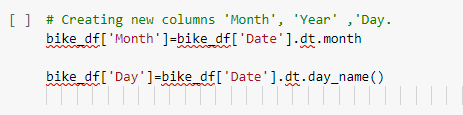 [ ] # Creating new columns 'Month', 'Year' ,'Day.
bike_df['Month']=bike_df['Date'].dt.month
bike_df['Day']=bike_df['Date'].dt.day_name()